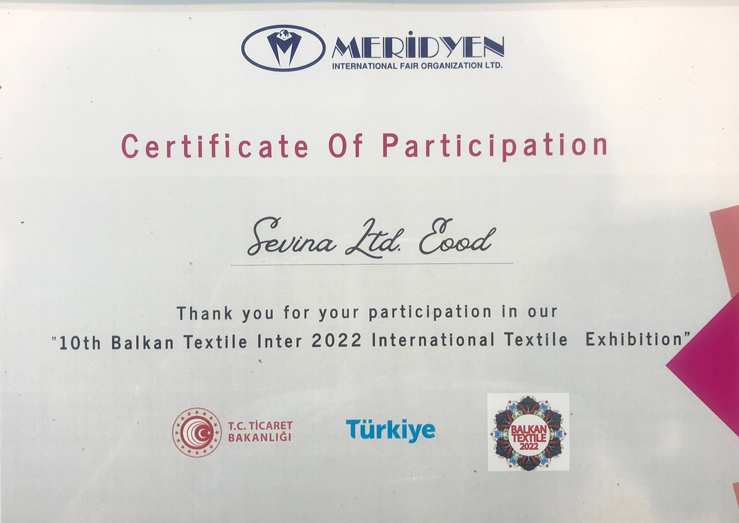 MERİDYEN
INTERNATIONAL FAIR ORGANIZATION LTD.
Certificate Of Participation
Sevina Ltd. Eood
Thank you for your participation in our
"10th Balkan Textile Inter 2022 International Textile Exhibition"
T.C. TİCARET
BAKANLIĞI
Türkiye
BALKAN
TEXTILE
2022